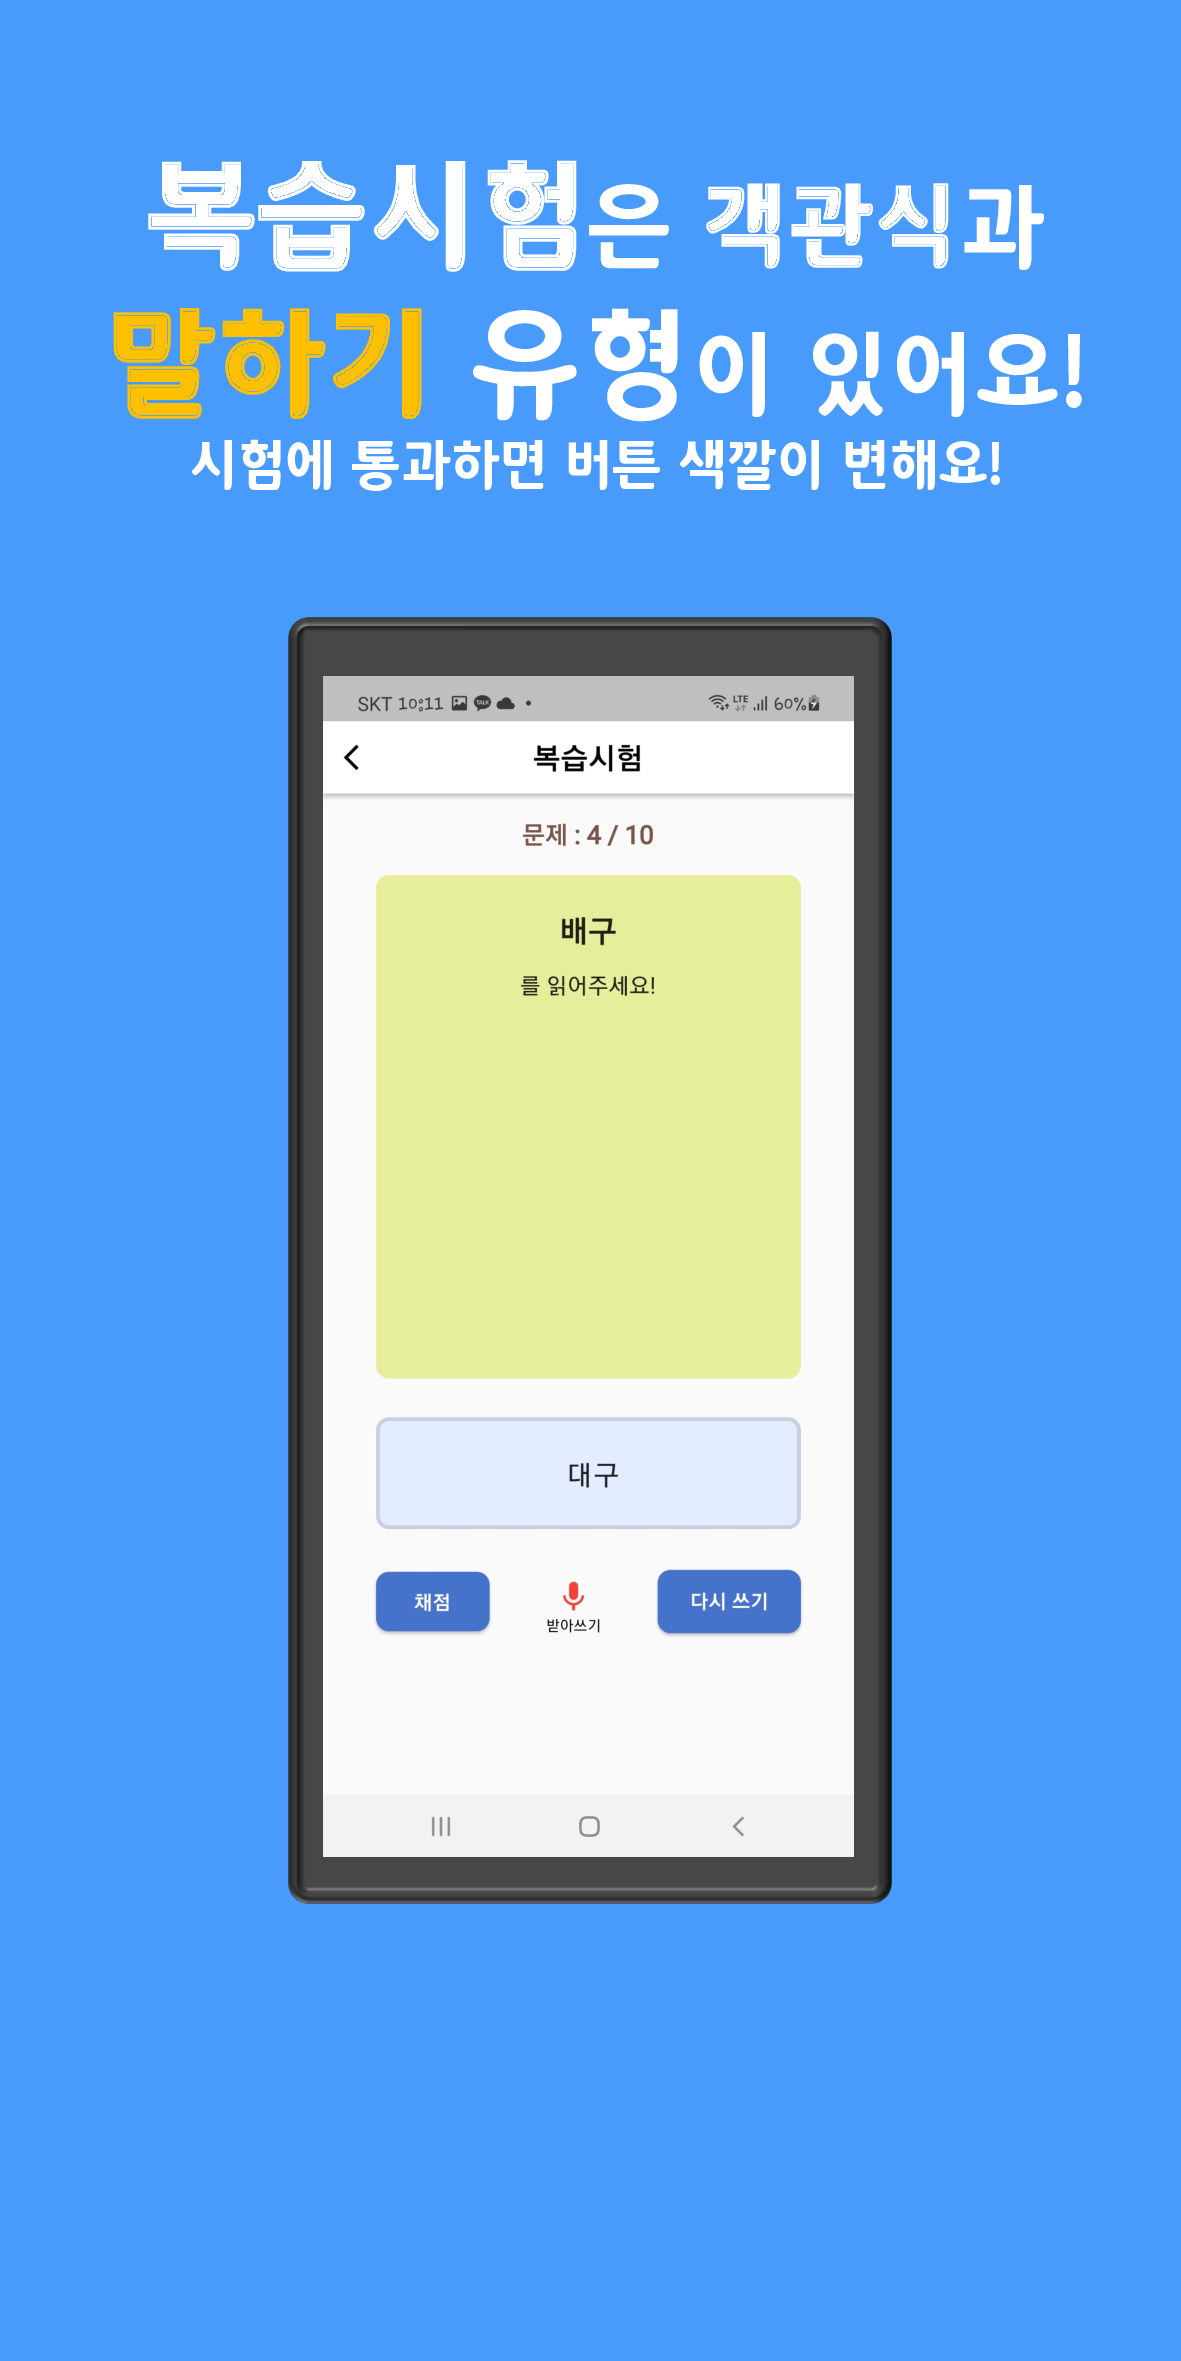 복습시험은 객관식과
말하기 유형이 있어요!
시험에 통과하면 버튼 색깔이 변해요!
SKT 10:11 TALK LTE 60%
복습시험
문제 : 4 / 10
배구
를 읽어주세요!
대구
채점
받아쓰기
다시 쓰기